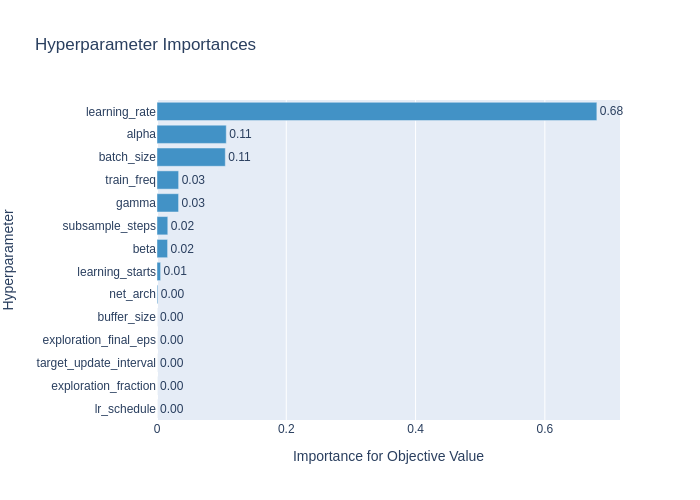 Hyperparameter Importances
Hyperparameter
learning_rate 0.68
alpha 0.11
batch_size 0.11
train_freq 0.03
gamma 0.03
subsample_steps 0.02
beta 0.02
learning_starts 0.01
net_arch 0.00
buffer_size 0.00
exploration_final_eps 0.00
target_update_interval 0.00
exploration_fraction 0.00
lr_schedule 0.00
0 0.2 0.4 0.6
Importance for Objective Value